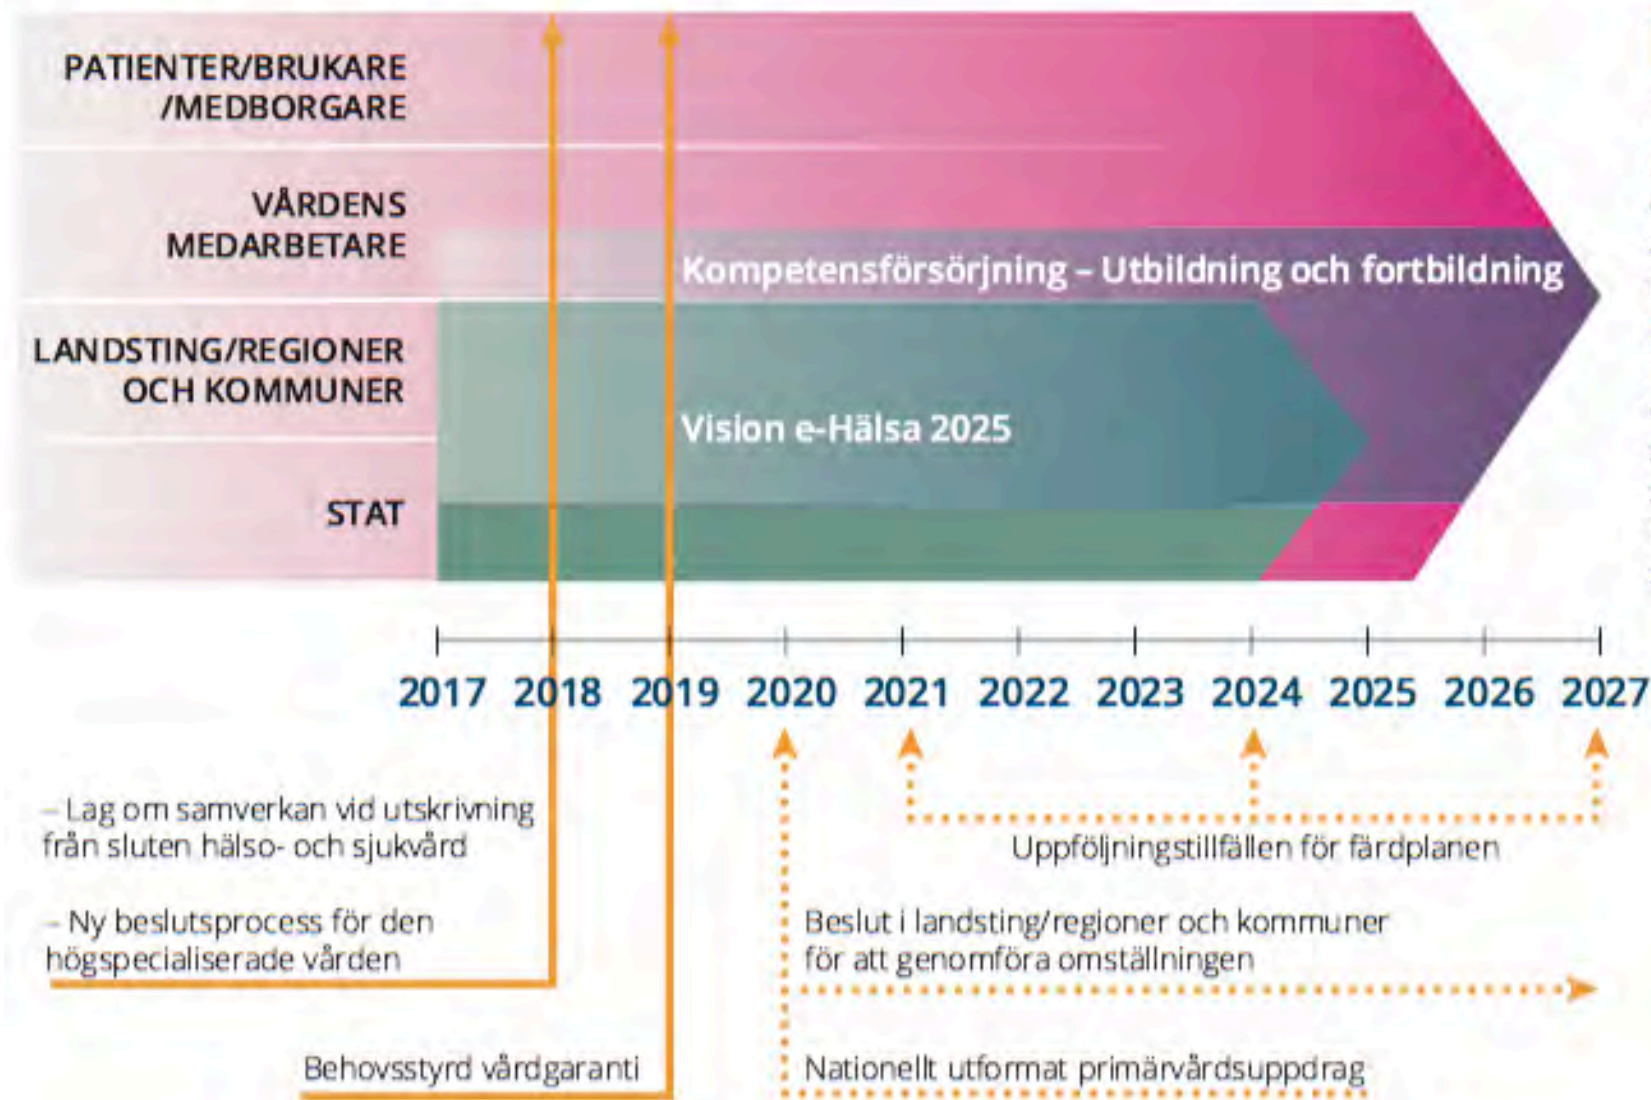 PATIENTER/BRUKARE
/MEDBORGARE
VÅRDENS
MEDARBETARE
Kompetensförsörjning – Utbildning och fortbildning
LANDSTING/REGIONER
OCH KOMMUNER
Vision e-Hälsa 2025
STAT
2017 2018 2019 2020 2021 2022 2023 2024 2025 2026 2027
– Lag om samverkan vid utskrivning
från sluten hälso- och sjukvård
Uppföljningstillfällen för färdplanen
– Ny beslutsprocess för den
högspecialiserade vården
Beslut i landsting/regioner och kommuner
för att genomföra omställningen
Behovsstyrd vårdgaranti
Nationellt utformat primärvårdsuppdrag